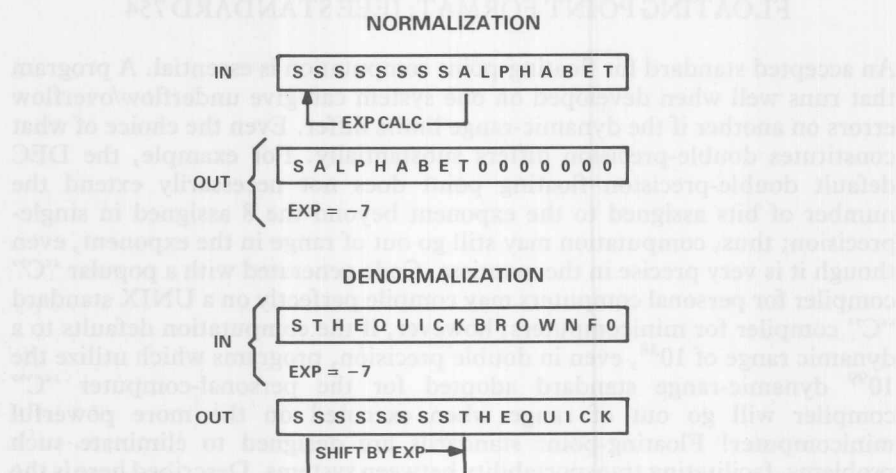 NORMALIZATION
IN S S S S S S S S A L P H A B E T
EXP CALC
OUT S A L P H A B E T 0 0 0 0 0 0 0
EXP = –7
DENORMALIZATION
IN S T H E Q U I C K B R O W N F 0
EXP = –7
OUT S S S S S S S S T H E Q U I C K
SHIFT BY EXP